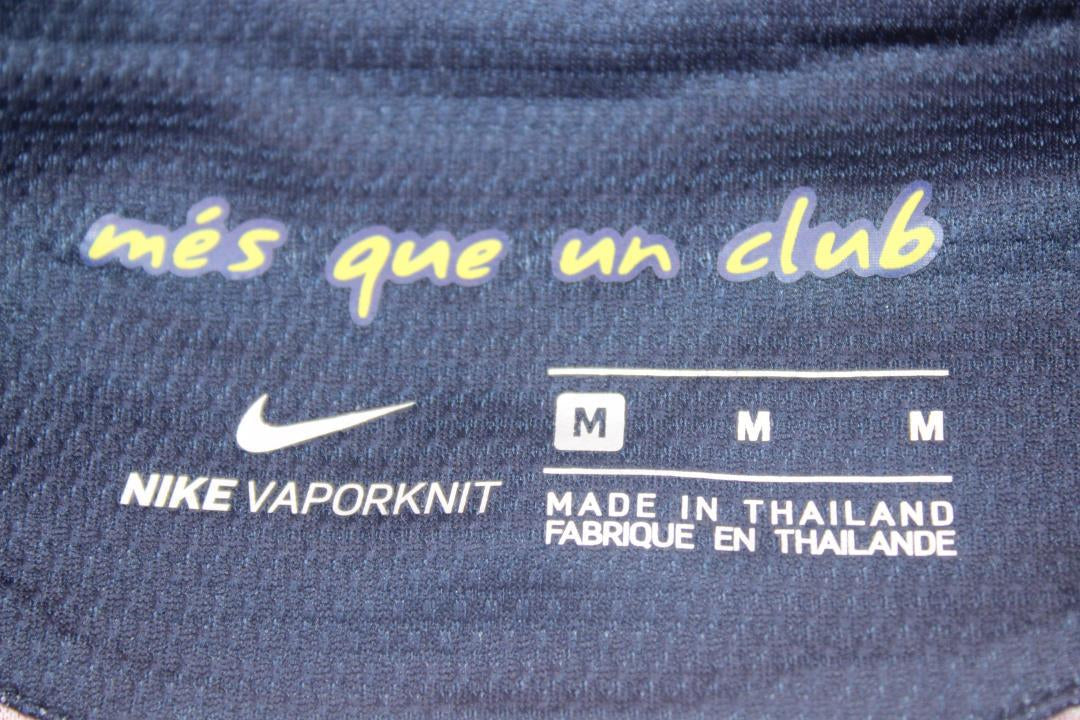 més que un club
NIKE VAPORKNIT
M M M
MADE IN THAILAND
FABRIQUE EN THAILANDE